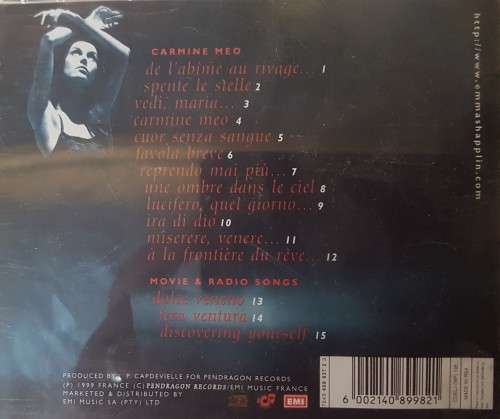 CARMINE MEO
de l'abîme au rivage... 1
spente le stelle 2
vedi, maria... 3
carmine meo 4
cuor senza sangue 5
favola breve 6
reprendo mai più... 7
une ombre dans le ciel 8
lucifero, quel giorno... 9
ira di dio 10
miserere, venere... 11
à la frontière du rêve... 12
MOVIE & RADIO SONGS
dolce veneno 13
ventura 14
discovering yourself 15
http://www.emmashapplin.com
PRODUCED BY P. CAPDEVIELLE FOR PENDRAGON RECORDS
(P) 1999 FRANCE (C) PENDRAGON RECORDS/EMI MUSIC FRANCE
MARKETED & DISTRIBUTED BY
EMI MUSIC SA (PTY) LTD
EMI
6 002140 899821